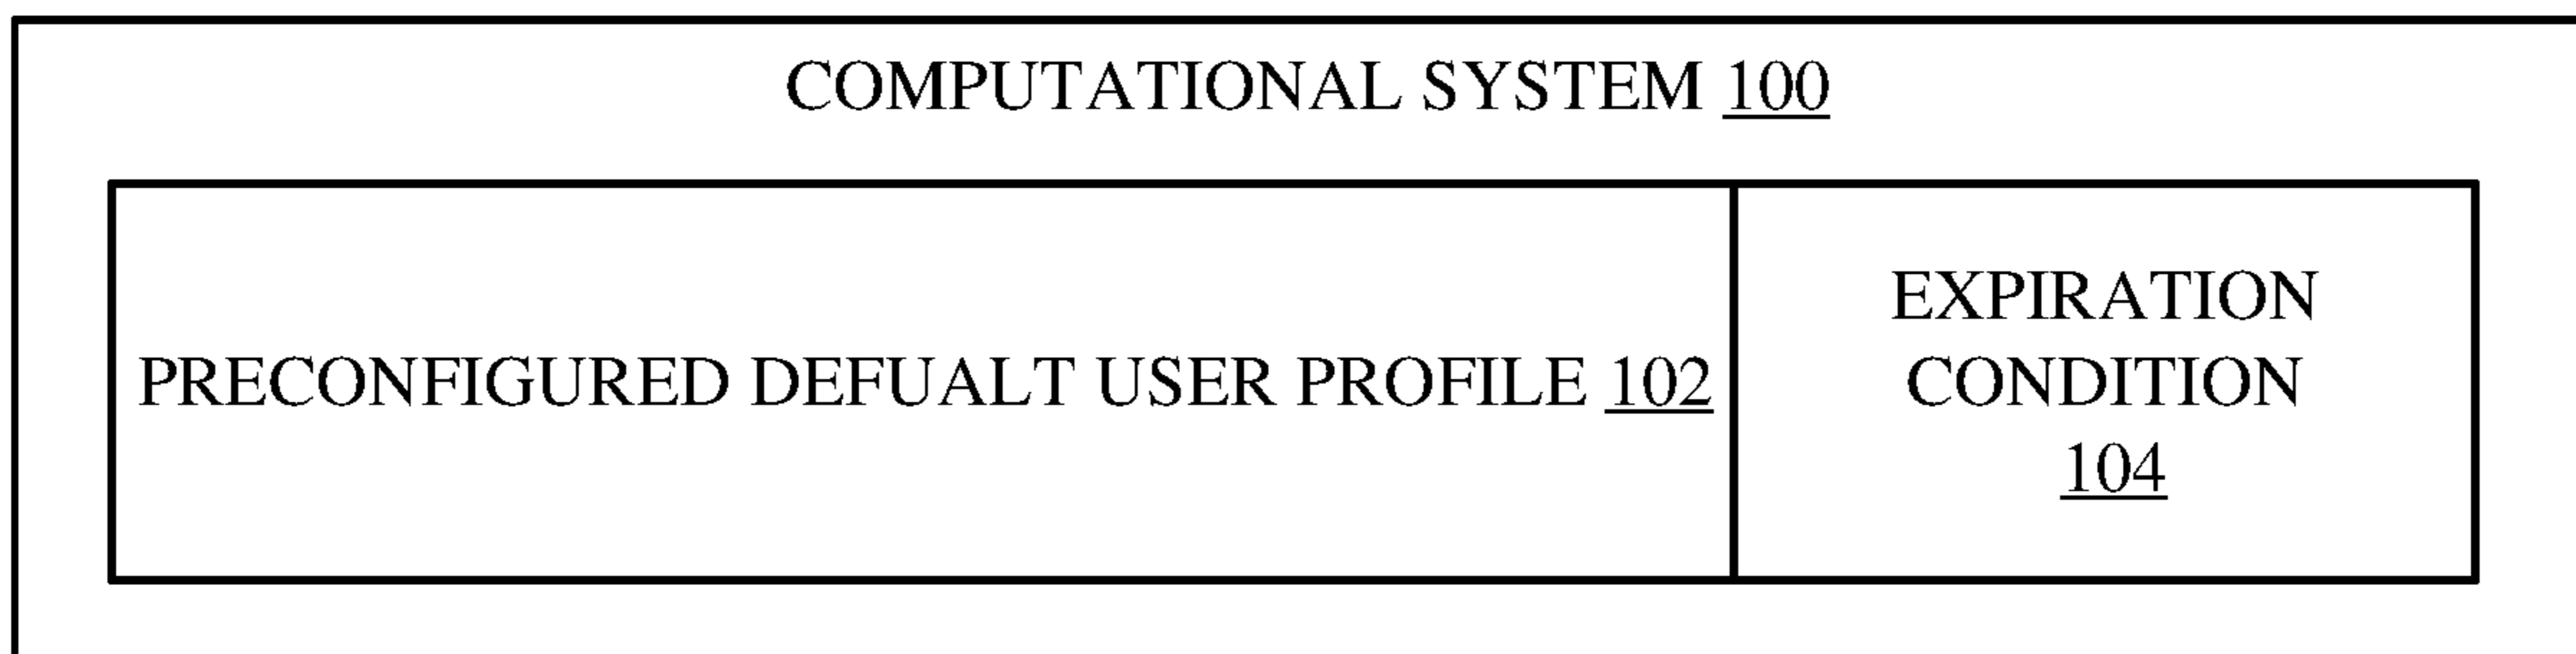 COMPUTATIONAL SYSTEM 100
PRECONFIGURED DEFUALT USER PROFILE 102
EXPIRATION
CONDITION
104